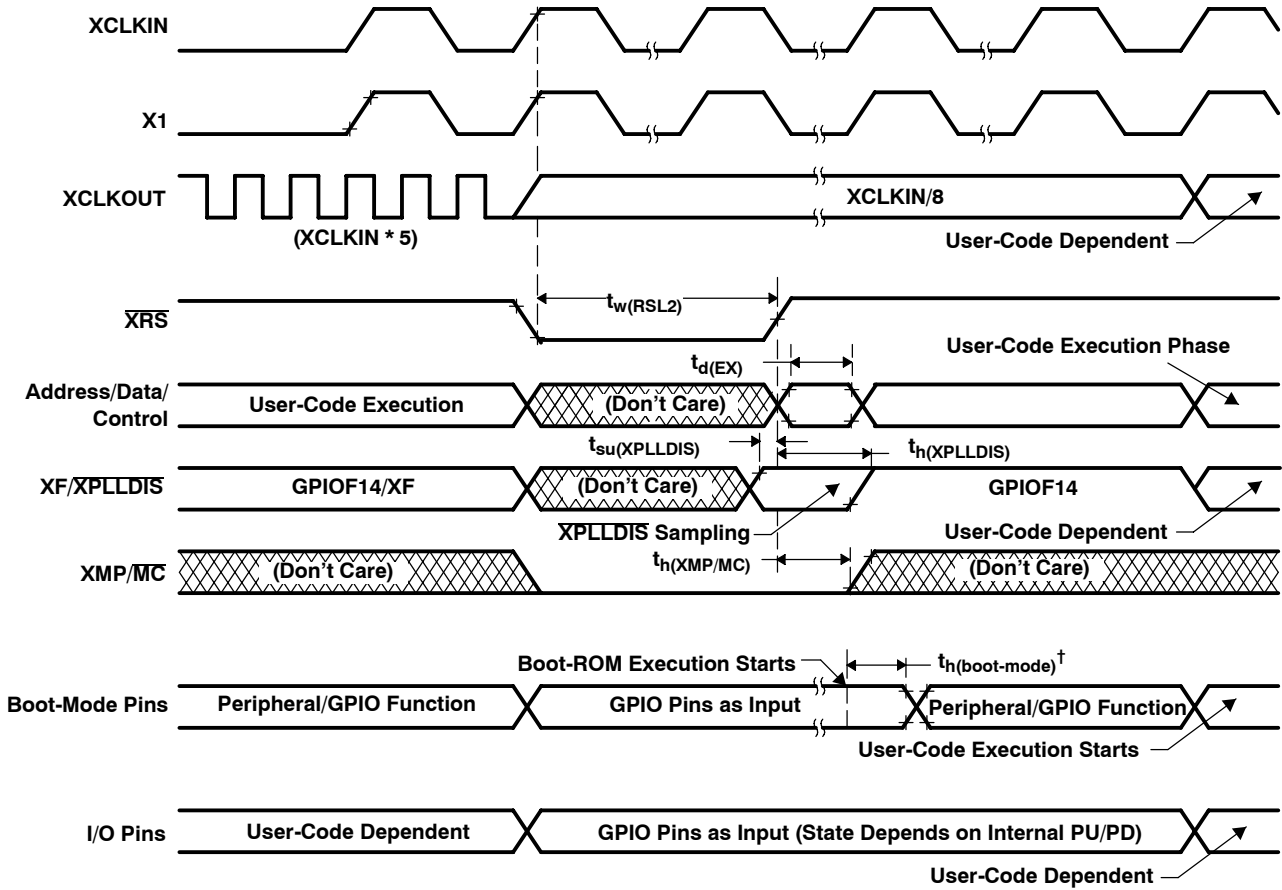 XCLKIN
X1
XCLKOUT
XCLKIN/8
(XCLKIN * 5)
User-Code Dependent
tw(RSL2)
XRS
User-Code Execution Phase
td(EX)
Address/Data/
Control
User-Code Execution
(Don't Care)
tsu(XPLLDIS)
th(XPLLDIS)
XF/XPLLDIS
GPIOF14/XF
(Don't Care)
GPIOF14
XPLLDIS Sampling
User-Code Dependent
th(XMP/MC)
XMP/MC
(Don't Care)
(Don't Care)
Boot-ROM Execution Starts
th(boot-mode)†
Boot-Mode Pins
Peripheral/GPIO Function
GPIO Pins as Input
Peripheral/GPIO Function
User-Code Execution Starts
I/O Pins
User-Code Dependent
GPIO Pins as Input (State Depends on Internal PU/PD)
User-Code Dependent